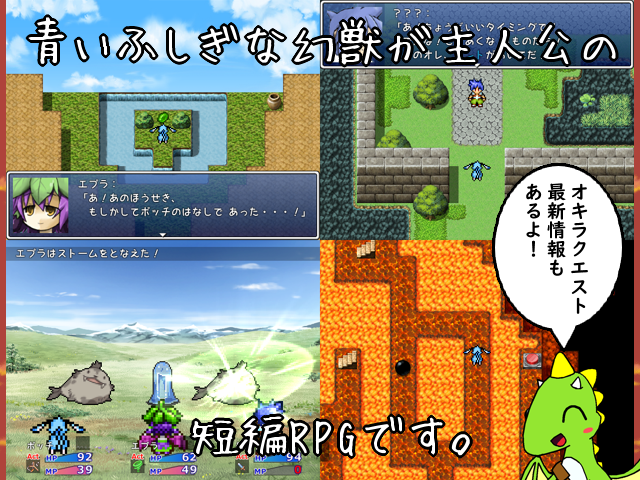 青いふしぎな幻獣が主人公の
？？？：
エプラ：
「あ！あのほうせき、
もしかしてポッチのはなしで あった・・・！」
オキラクエスト
最新情報も
あるよ！
エプラはストームをとなえた！
短編RPGです。
ポッチ
Act
HP 92
MP 39
エプラ
Act
HP 62
MP 49
HP 94
MP 0